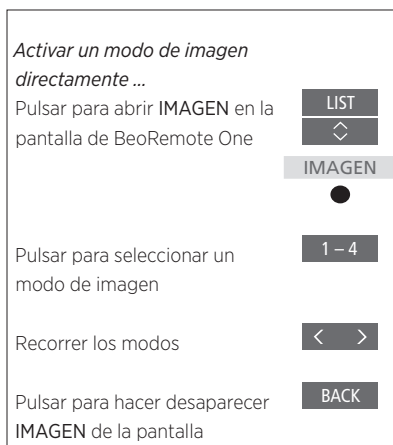 Activar un modo de imagen
directamente ...
Pulsar para abrir IMAGEN en la
pantalla de BeoRemote One
LIST
IMAGEN
Pulsar para seleccionar un
modo de imagen
1 – 4
Recorrer los modos
Pulsar para hacer desaparecer
IMAGEN de la pantalla
BACK